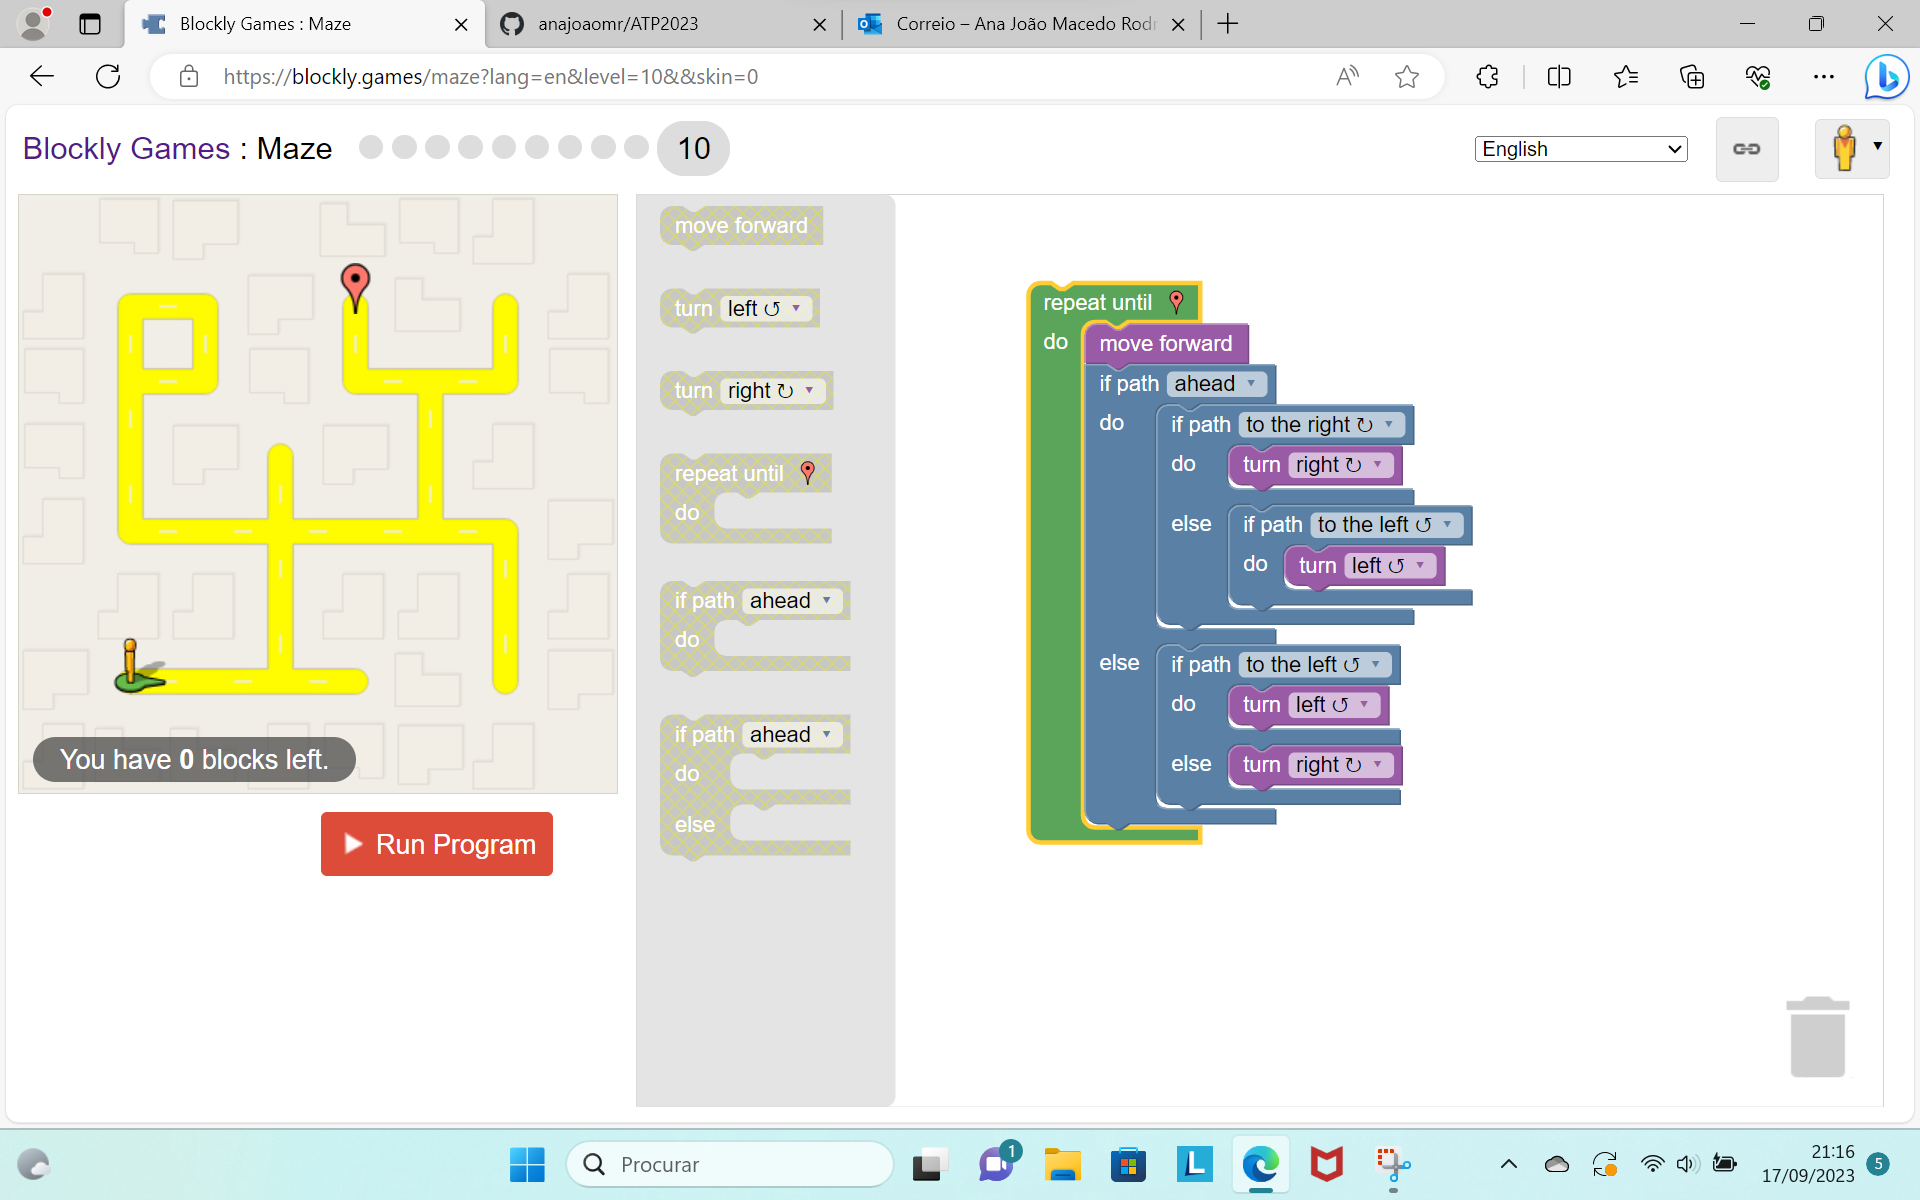 Blockly Games : Maze
anajoaomr/ATP2023
Correio – Ana João Macedo Rodr
https://blockly.games/maze?lang=en&level=10&&skin=0
Blockly Games : Maze
10
English
You have 0 blocks left.
Run Program
move forward
turn left ↺
turn right ↻
repeat until
do
if path ahead
do
if path ahead
do
else
repeat until
do move forward
if path ahead
do if path to the right ↻
do turn right ↻
else if path to the left ↺
do turn left ↺
else if path to the left ↺
do turn left ↺
else turn right ↻
Procurar
1
L
21:16
17/09/2023
5